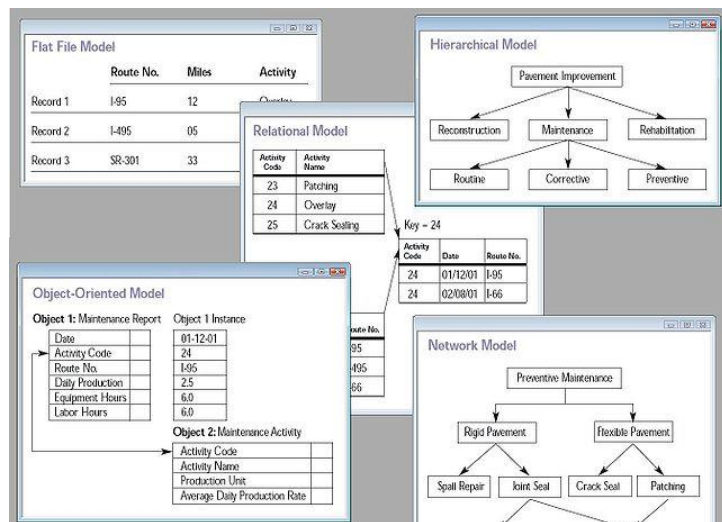 Flat File Model
Route No. Miles Activity
Record 1 I-95 12 Overlay
Record 2 I-495 05
Record 3 SR-301 33
Hierarchical Model
Pavement Improvement
Reconstruction Maintenance Rehabilitation
Routine Corrective Preventive
Relational Model
Activity Code Activity Name
23 Patching
24 Overlay
25 Crack Sealing
Key = 24
Activity Code Date Route No.
24 01/12/01 I-95
24 02/08/01 I-66
Route No.
95
495
66
Object-Oriented Model
Object 1: Maintenance Report Object 1 Instance
Date 01-12-01
Activity Code 24
Route No. I-95
Daily Production 2.5
Equipment Hours 6.0
Labor Hours 6.0
Object 2: Maintenance Activity
Activity Code
Activity Name
Production Unit
Average Daily Production Rate
Network Model
Preventive Maintenance
Rigid Pavement Flexible Pavement
Spall Repair Joint Seal Crack Seal Patching